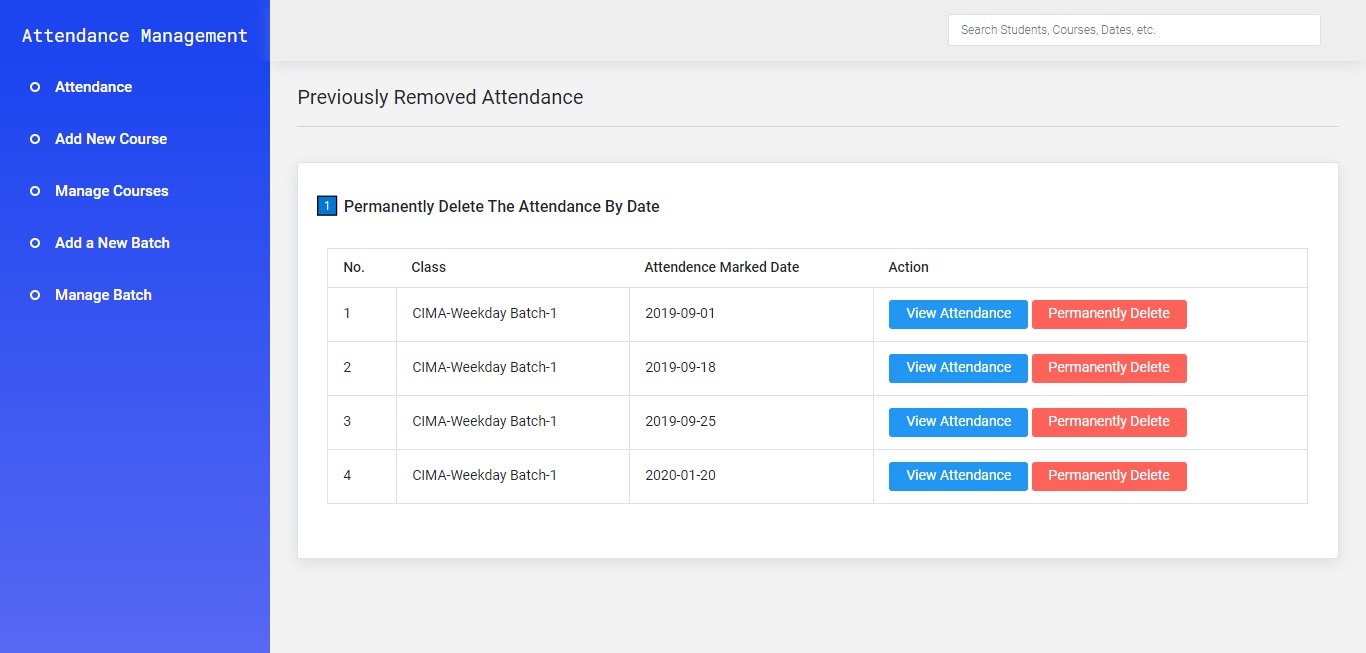 Attendance Management
Search Students, Courses, Dates, etc.
Attendance
Add New Course
Manage Courses
Add a New Batch
Manage Batch
Previously Removed Attendance
1 Permanently Delete The Attendance By Date
No. Class Attendence Marked Date Action
1 CIMA-Weekday Batch-1 2019-09-01 View Attendance Permanently Delete
2 CIMA-Weekday Batch-1 2019-09-18 View Attendance Permanently Delete
3 CIMA-Weekday Batch-1 2019-09-25 View Attendance Permanently Delete
4 CIMA-Weekday Batch-1 2020-01-20 View Attendance Permanently Delete